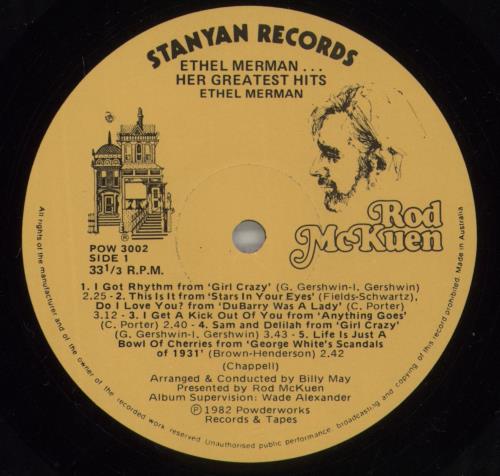 STANYAN RECORDS
ETHEL MERMAN...
HER GREATEST HITS
ETHEL MERMAN
Rod
McKuen
®
POW 3002
SIDE 1
33 1/3 R.P.M.
1. I Got Rhythm from 'Girl Crazy' (G. Gershwin-I. Gershwin)
2.25 - 2. This Is It from 'Stars In Your Eyes' (Fields-Schwartz),
Do I Love You? from 'DuBarry Was A Lady' (C. Porter)
3.12 - 3. I Get A Kick Out Of You from 'Anything Goes'
(C. Porter) 2.40 - 4. Sam and Delilah from 'Girl Crazy'
(G. Gershwin-I, Gershwin) 3.43 - 5. Life Is Just A
Bowl Of Cherries from 'George White's Scandals
of 1931' (Brown-Henderson) 2.42
(Chappell)
Arranged & Conducted by Billy May
Presented by Rod McKuen
Album Supervision: Wade Alexander
Ⓟ 1982 Powderworks
Records & Tapes
All rights of the manufacturer and of the owner of the recorded work reserved. Unauthorised public performance, broadcasting and copying of this record prohibited. Made in Australia